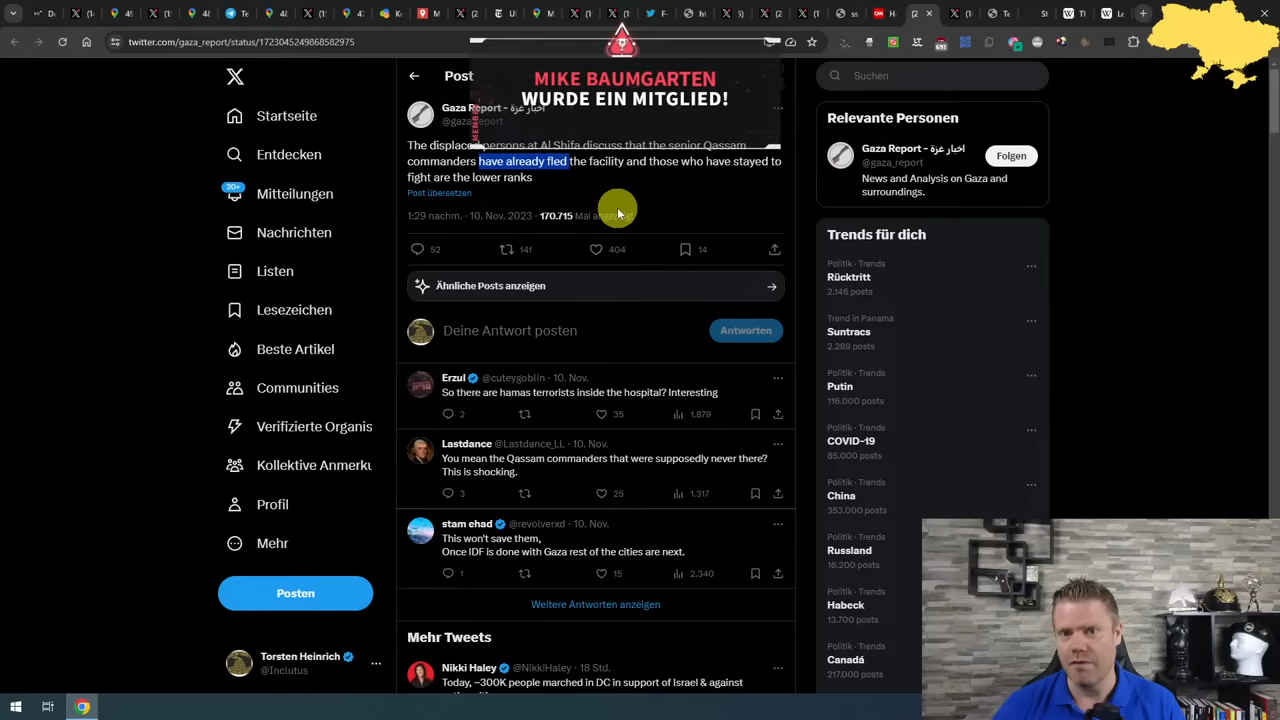 twitter.com/gaza_report/status/1723045249868582975
691
MIKE BAUMGARTEN
WURDE EIN MITGLIED!
Startseite
Entdecken
20+
Mitteilungen
Nachrichten
Listen
Lesezeichen
Beste Artikel
Communities
Verifizierte Organis
Kollektive Anmerku
Profil
Mehr
Posten
Torsten Heinrich
@Inclutus
Post
Gaza Report - اخبار غزة
@gaza_report
The displaced persons at Al Shifa discuss that the senior Qassam
commanders have already fled the facility and those who have stayed to
fight are the lower ranks
Post übersetzen
1:29 nachm. · 10. Nov. 2023 · 170.715 Mal angezeigt
52 141 404 14
Ähnliche Posts anzeigen
Deine Antwort posten
Antworten
Erzul @cuteygoblin · 10. Nov.
So there are hamas terrorists inside the hospital? Interesting
2 35 1.879
Lastdance @Lastdance_LL · 10. Nov.
You mean the Qassam commanders that were supposedly never there?
This is shocking.
3 25 1.317
stam ehad @revolverxd · 10. Nov.
This won't save them,
Once IDF is done with Gaza rest of the cities are next.
1 15 2.340
Weitere Antworten anzeigen
Mehr Tweets
Nikki Haley @NikkiHaley · 18 Std.
Today, ~300K people marched in DC in support of Israel & against
Suchen
Relevante Personen
Gaza Report - اخبار غزة
@gaza_report
Folgen
News and Analysis on Gaza and
surroundings.
Trends für dich
Politik · Trends
Rücktritt
2.146 posts
Trend in Panama
Suntracs
2.289 posts
Politik · Trends
Putin
116.000 posts
Politik · Trends
COVID-19
85.000 posts
Politik · Trends
China
353.000 posts
Politik · Trends
Russland
16.200 posts
Politik · Trends
Habeck
13.700 posts
Politik · Trends
Canadá
217.000 posts